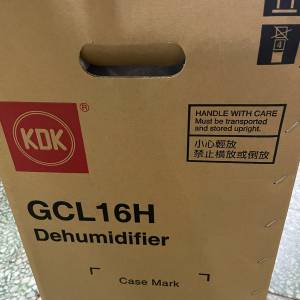 HANDLE WITH CARE
Must be transported
and stored upright.
小心輕放
禁止橫放或倒放
KDK
®
GCL16H
Dehumidifier
Case Mark